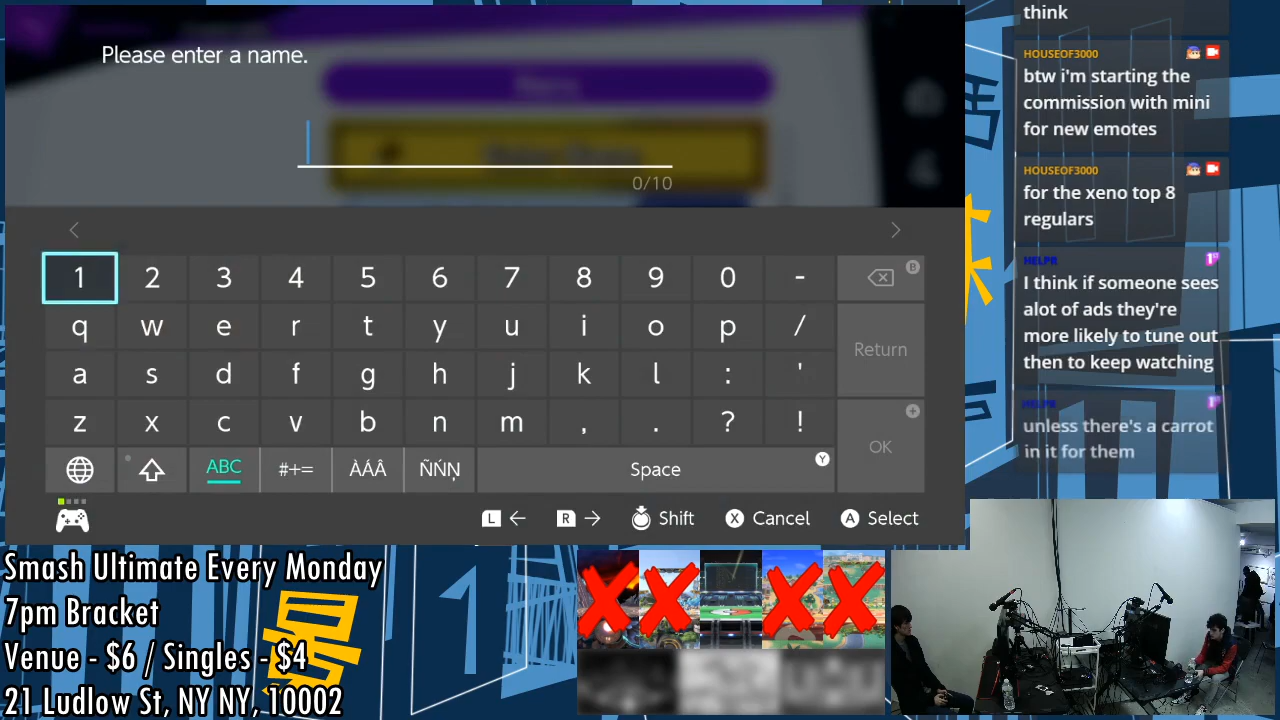 Please enter a name.
0/10
1 2 3 4 5 6 7 8 9 0 -
q w e r t y u i o p /
Return
a s d f g h j k l : '
z x c v b n m , . ? !
OK
ABC #+= ÀÁÂ ÑŃŅ Space Y
L ← R → Shift X Cancel A Select
think
HOUSEOF3000
btw i'm starting the
commission with mini
for new emotes
HOUSEOF3000
for the xeno top 8
regulars
HELPR
I think if someone sees
alot of ads they're
more likely to tune out
then to keep watching
HELPR
unless there's a carrot
in it for them
Smash Ultimate Every Monday
7pm Bracket
Venue - $6 / Singles - $4
21 Ludlow St, NY NY, 10002